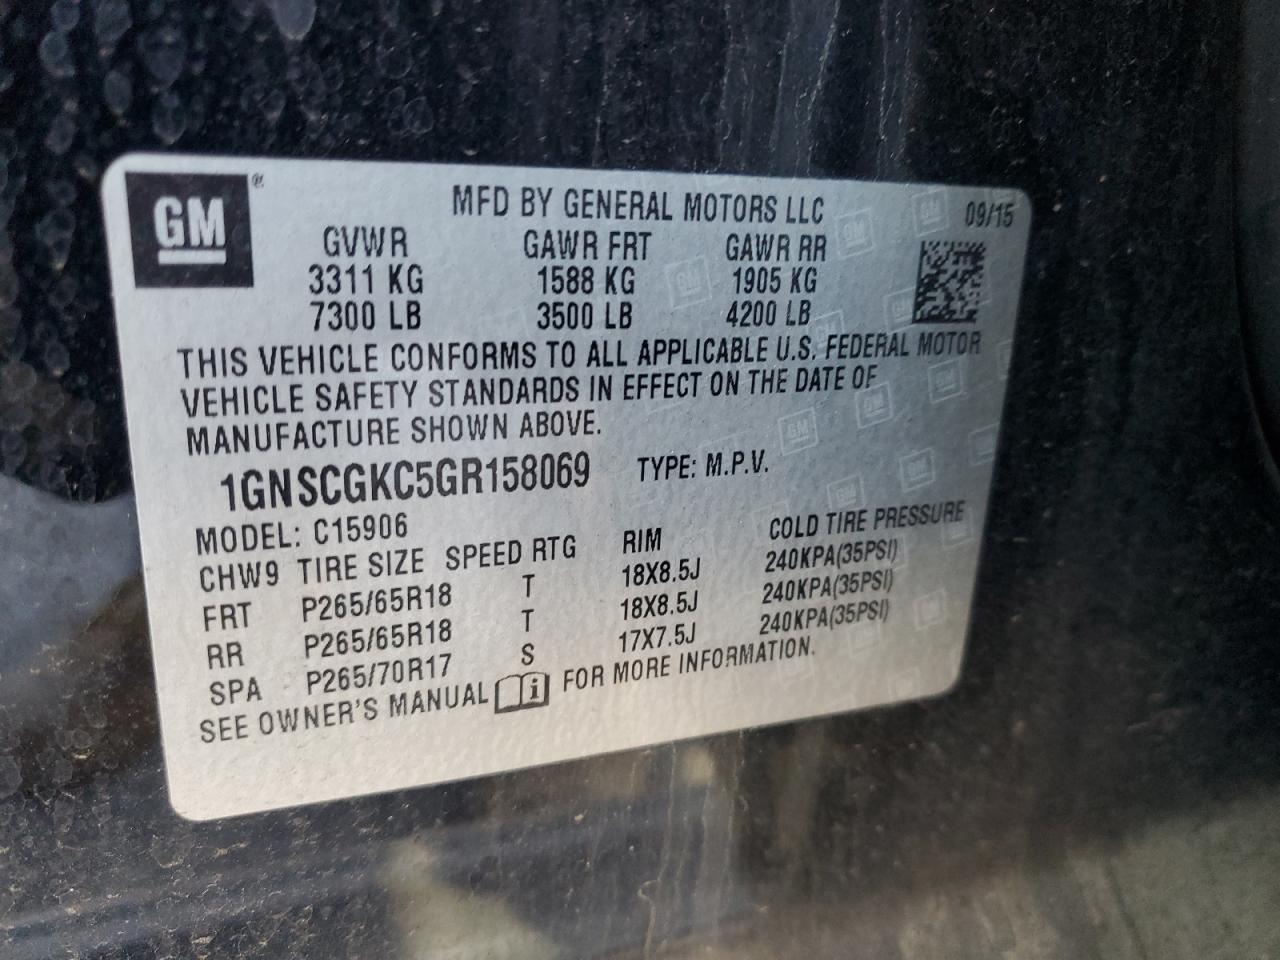 GM ®
MFD BY GENERAL MOTORS LLC 09/15
GVWR GAWR FRT GAWR RR
3311 KG 1588 KG 1905 KG
7300 LB 3500 LB 4200 LB
THIS VEHICLE CONFORMS TO ALL APPLICABLE U.S. FEDERAL MOTOR
VEHICLE SAFETY STANDARDS IN EFFECT ON THE DATE OF
MANUFACTURE SHOWN ABOVE.
1GNSCGKC5GR158069 TYPE: M.P.V.
MODEL: C15906
CHW9 TIRE SIZE SPEED RTG RIM COLD TIRE PRESSURE
FRT P265/65R18 T 18X8.5J 240KPA(35PSI)
RR P265/65R18 T 18X8.5J 240KPA(35PSI)
SPA P265/70R17 S 17X7.5J 240KPA(35PSI)
SEE OWNER'S MANUAL i FOR MORE INFORMATION.